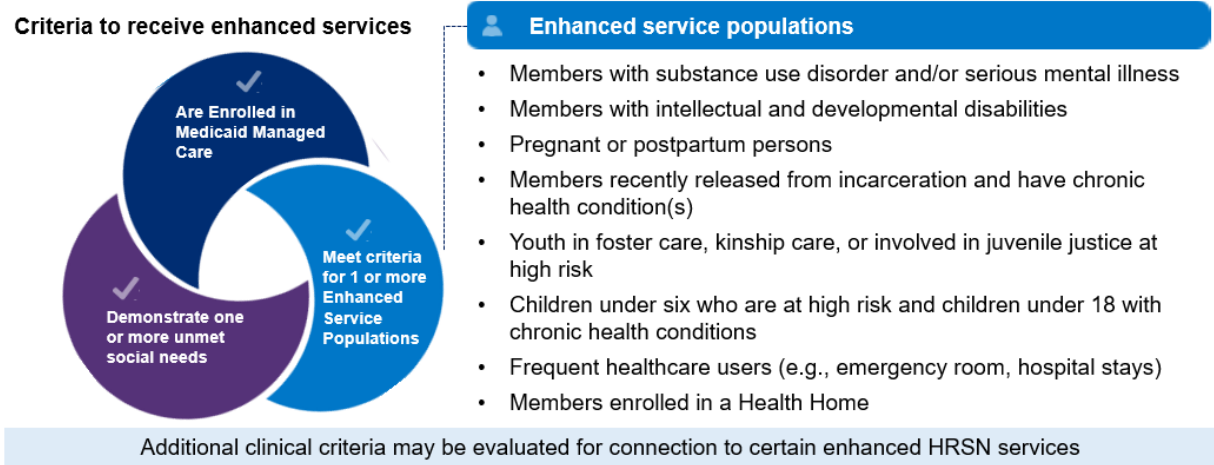 Criteria to receive enhanced services
Are Enrolled in
Medicaid Managed
Care
Meet criteria
for 1 or more
Enhanced
Service
Populations
Demonstrate one
or more unmet
social needs
Enhanced service populations
• Members with substance use disorder and/or serious mental illness
• Members with intellectual and developmental disabilities
• Pregnant or postpartum persons
• Members recently released from incarceration and have chronic
health condition(s)
• Youth in foster care, kinship care, or involved in juvenile justice at
high risk
• Children under six who are at high risk and children under 18 with
chronic health conditions
• Frequent healthcare users (e.g., emergency room, hospital stays)
• Members enrolled in a Health Home
Additional clinical criteria may be evaluated for connection to certain enhanced HRSN services